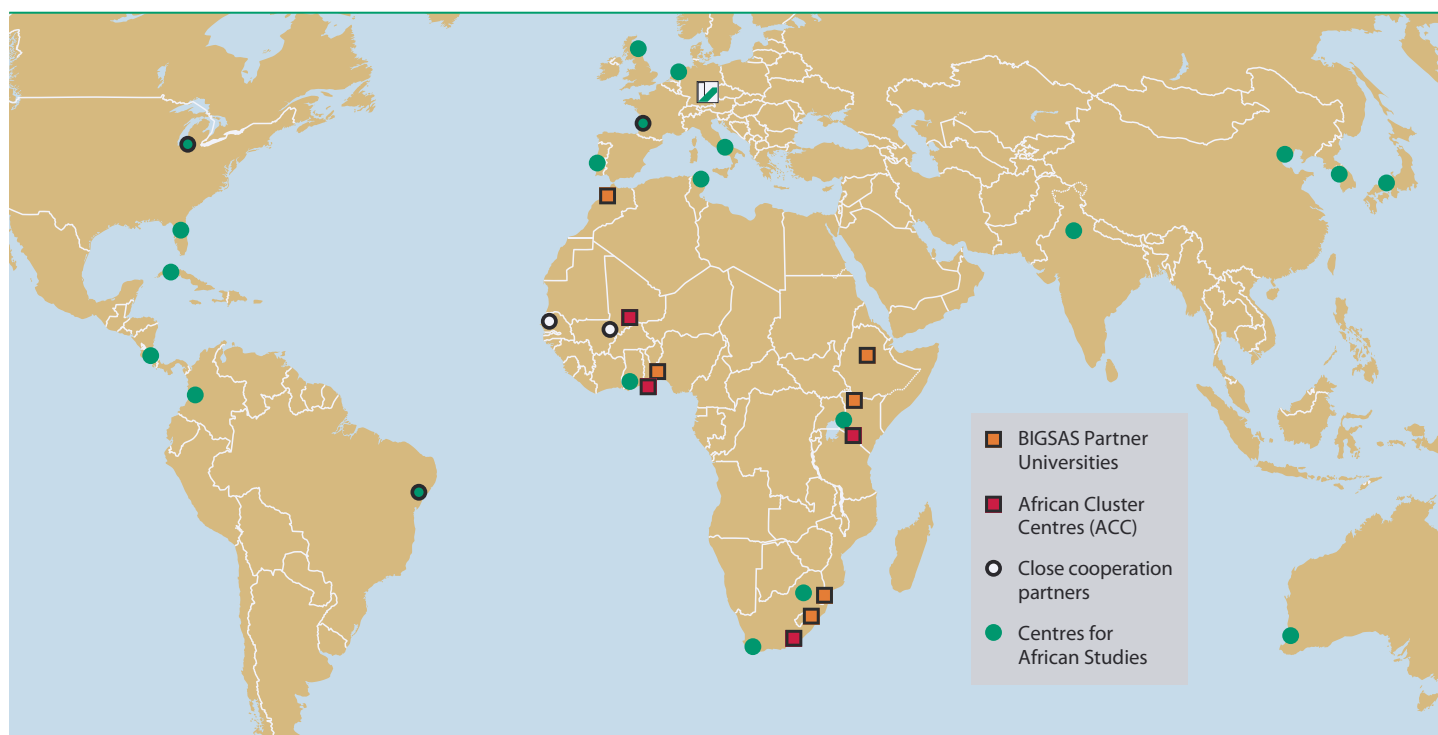 BIGSAS Partner
Universities
African Cluster
Centres (ACC)
Close cooperation
partners
Centres for
African Studies